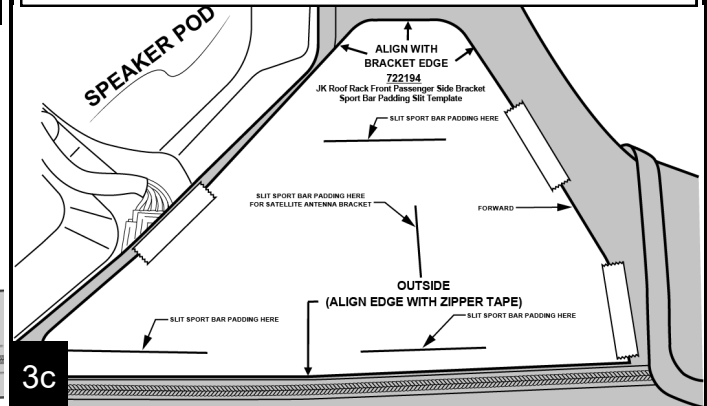 SPEAKER POD
ALIGN WITH
BRACKET EDGE
722194
JK Roof Rack Front Passenger Side Bracket
Sport Bar Padding Slit Template
SLIT SPORT BAR PADDING HERE
SLIT SPORT BAR PADDING HERE
FOR SATELLITE ANTENNA BRACKET
FORWARD
OUTSIDE
(ALIGN EDGE WITH ZIPPER TAPE)
SLIT SPORT BAR PADDING HERE
SLIT SPORT BAR PADDING HERE
3c